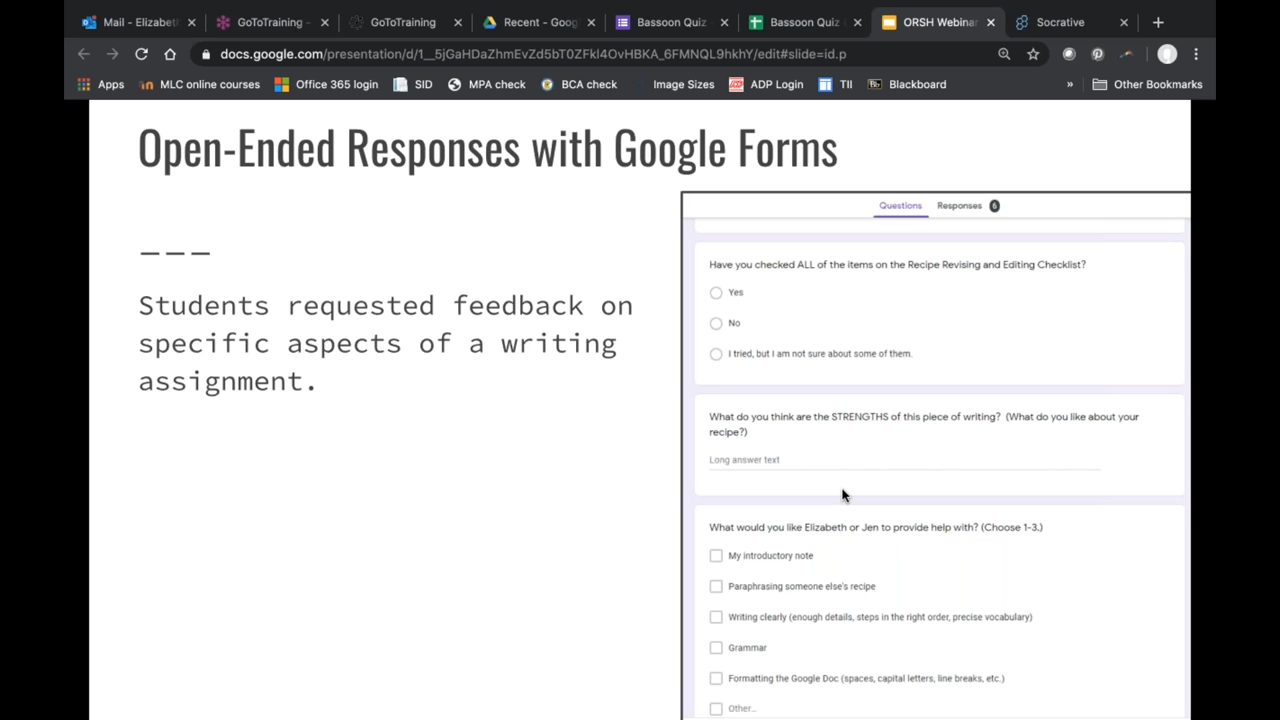 Mail - Elizabet
GoToTraining -
GoToTraining
Recent - Goog
Bassoon Quiz
Bassoon Quiz (
ORSH Webinar
Socrative
docs.google.com/presentation/d/1__5jGaHDaZhmEvZd5bT0ZFkl4OvHBKA_6FMNQL9hkhY/edit#slide=id.p
Apps
MLC online courses
Office 365 login
SID
MPA check
BCA check
Image Sizes
ADP Login
TII
Blackboard
»
Other Bookmarks
Open-Ended Responses with Google Forms
Students requested feedback on
specific aspects of a writing
assignment.
Questions Responses 6
Have you checked ALL of the items on the Recipe Revising and Editing Checklist?
Yes
No
I tried, but I am not sure about some of them.
What do you think are the STRENGTHS of this piece of writing? (What do you like about your
recipe?)
Long answer text
What would you like Elizabeth or Jen to provide help with? (Choose 1-3.)
My introductory note
Paraphrasing someone else's recipe
Writing clearly (enough details, steps in the right order, precise vocabulary)
Grammar
Formatting the Google Doc (spaces, capital letters, line breaks, etc.)
Other...